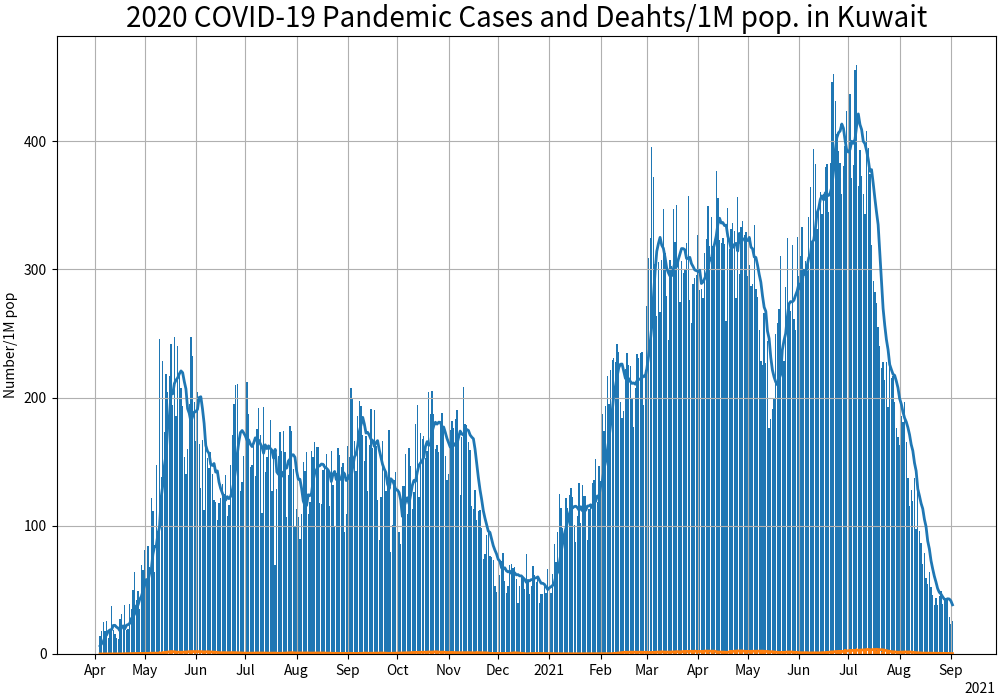 2020 COVID-19 Pandemic Cases and Deahts/1M pop. in Kuwait
Number/1M pop
400
300
200
100
0
Apr May Jun Jul Aug Sep Oct Nov Dec 2021 Feb Mar Apr May Jun Jul Aug Sep
2021